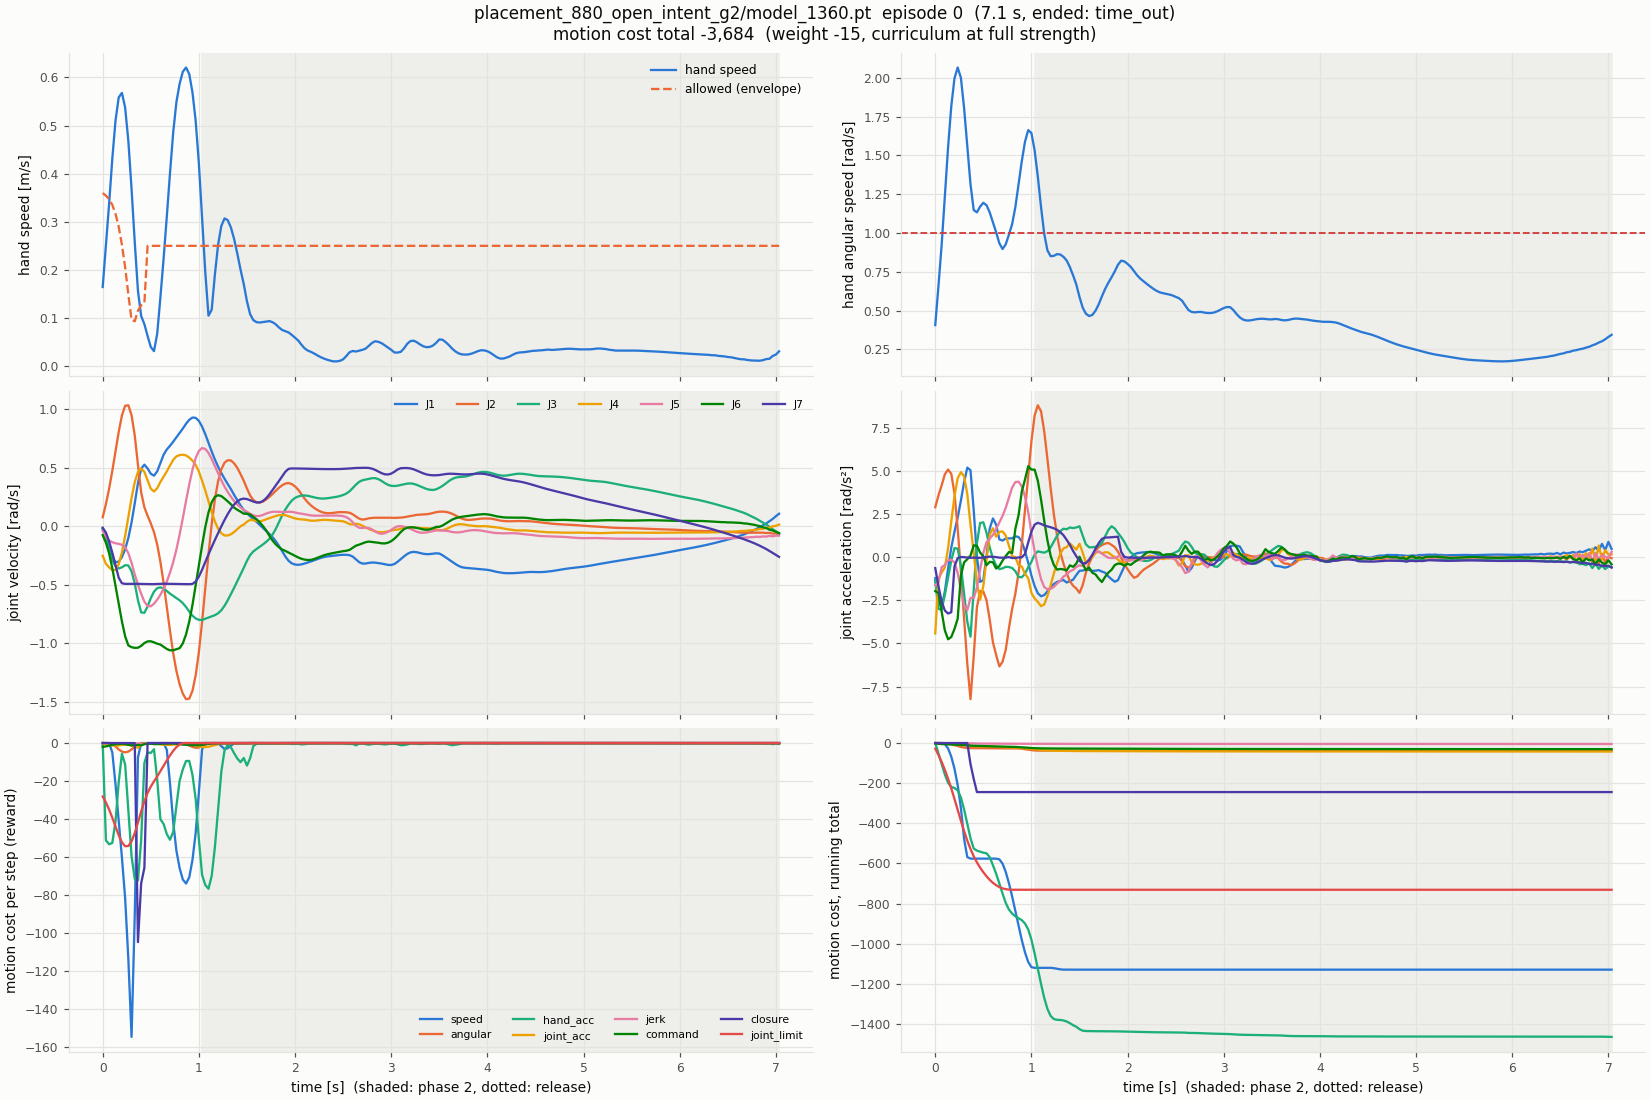 placement_880_open_intent_g2/model_1360.pt  episode 0  (7.1 s, ended: time_out)
motion cost total -3,684  (weight -15, curriculum at full strength)
hand speed [m/s]
0.6
0.5
0.4
0.3
0.2
0.1
0.0
hand speed
allowed (envelope)
hand angular speed [rad/s]
2.00
1.75
1.50
1.25
1.00
0.75
0.50
0.25
joint velocity [rad/s]
1.0
0.5
0.0
−0.5
−1.0
−1.5
J1 J2 J3 J4 J5 J6 J7
joint acceleration [rad/s²]
7.5
5.0
2.5
0.0
−2.5
−5.0
−7.5
motion cost per step (reward)
0
−20
−40
−60
−80
−100
−120
−140
−160
speed hand_acc jerk closure
angular joint_acc command joint_limit
0 1 2 3 4 5 6 7
time [s]  (shaded: phase 2, dotted: release)
motion cost, running total
0
−200
−400
−600
−800
−1000
−1200
−1400
0 1 2 3 4 5 6 7
time [s]  (shaded: phase 2, dotted: release)